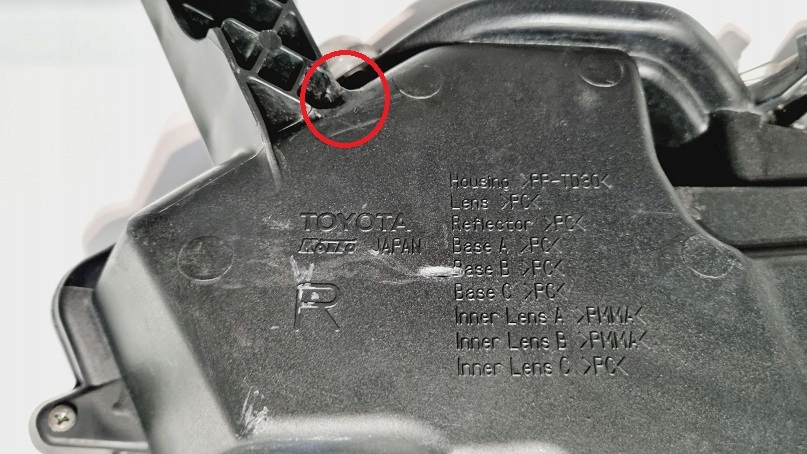 TOYOTA
KOITO JAPAN
R
Housing >PP-TD30<
Lens >PC<
Reflector >PC<
Base A >PC<
Base B >PC<
Base C >PC<
Inner Lens A >PMMA<
Inner Lens B >PMMA<
Inner Lens C >PC<